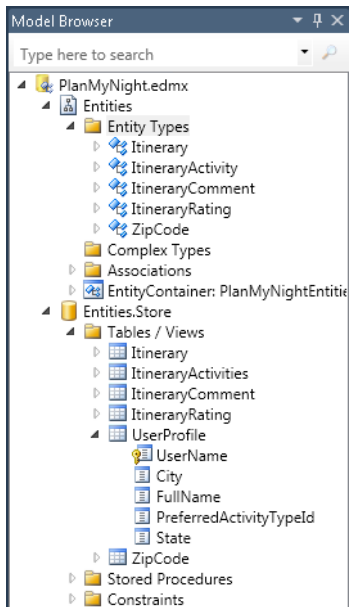 Model Browser
Type here to search
PlanMyNight.edmx
Entities
Entity Types
Itinerary
ItineraryActivity
ItineraryComment
ItineraryRating
ZipCode
Complex Types
Associations
EntityContainer: PlanMyNightEntitie
Entities.Store
Tables / Views
Itinerary
ItineraryActivities
ItineraryComment
ItineraryRating
UserProfile
UserName
City
FullName
PreferredActivityTypeId
State
ZipCode
Stored Procedures
Constraints